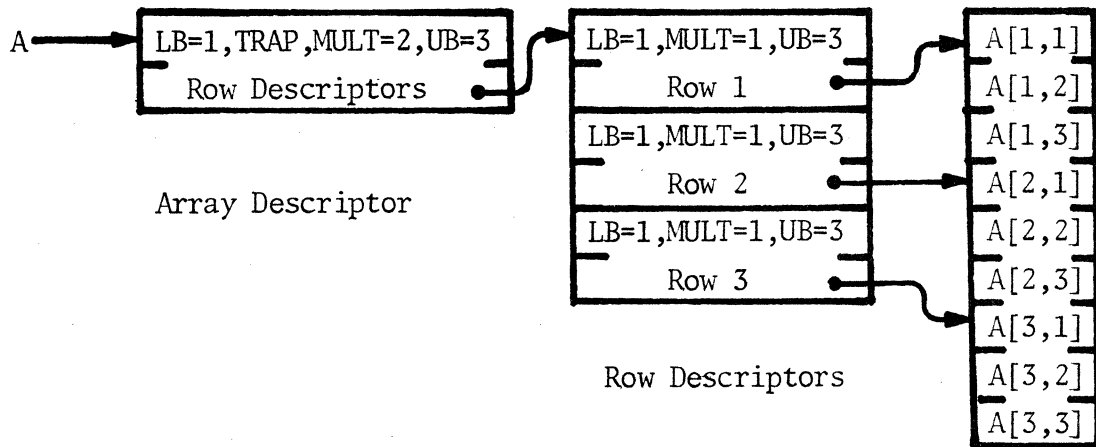 A
LB=1,TRAP,MULT=2,UB=3
Row Descriptors
Array Descriptor
LB=1,MULT=1,UB=3
Row 1
LB=1,MULT=1,UB=3
Row 2
LB=1,MULT=1,UB=3
Row 3
Row Descriptors
A[1,1]
A[1,2]
A[1,3]
A[2,1]
A[2,2]
A[2,3]
A[3,1]
A[3,2]
A[3,3]